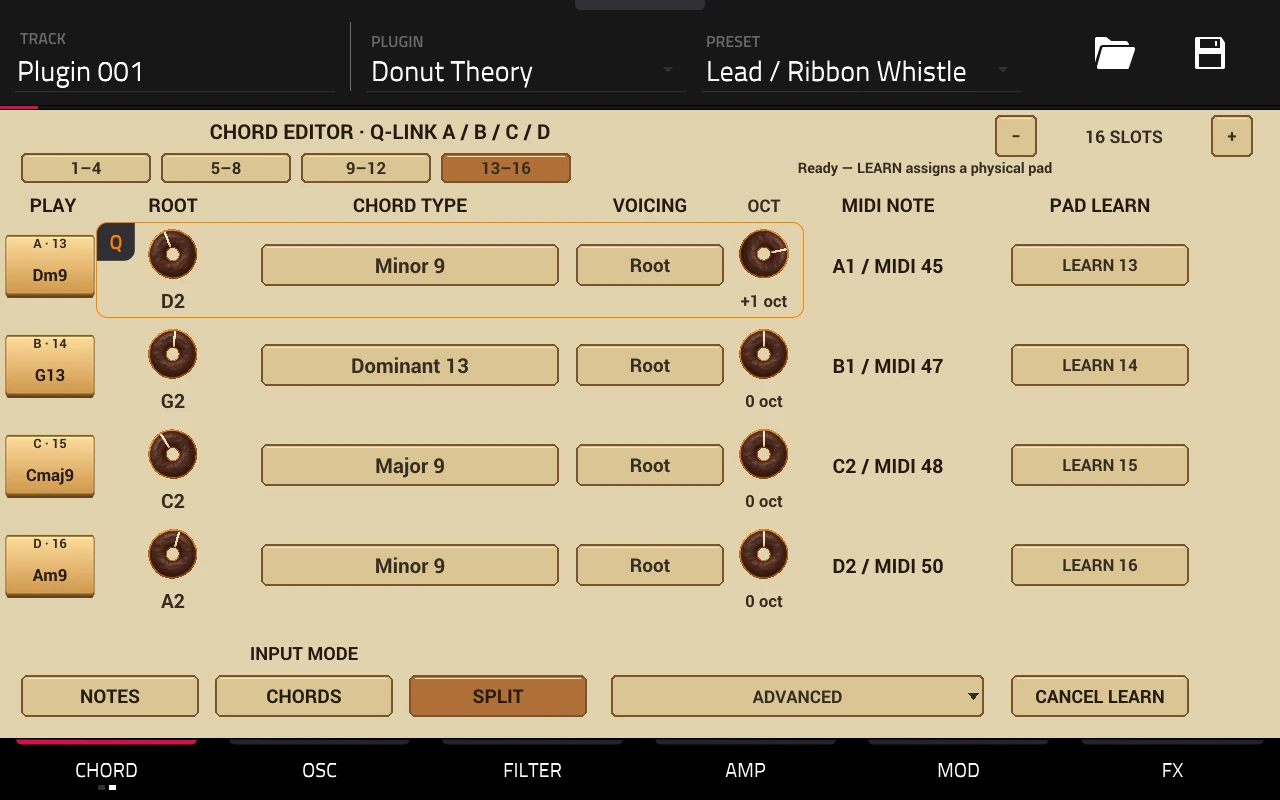 TRACK
Plugin 001
PLUGIN
Donut Theory
PRESET
Lead / Ribbon Whistle
CHORD EDITOR · Q-LINK A / B / C / D
- 16 SLOTS +
1–4 5–8 9–12 13–16
Ready — LEARN assigns a physical pad
PLAY ROOT CHORD TYPE VOICING OCT MIDI NOTE PAD LEARN
A · 13
Dm9
Q
D2
Minor 9
Root
+1 oct
A1 / MIDI 45
LEARN 13
B · 14
G13
G2
Dominant 13
Root
0 oct
B1 / MIDI 47
LEARN 14
C · 15
Cmaj9
C2
Major 9
Root
0 oct
C2 / MIDI 48
LEARN 15
D · 16
Am9
A2
Minor 9
Root
0 oct
D2 / MIDI 50
LEARN 16
INPUT MODE
NOTES CHORDS SPLIT ADVANCED CANCEL LEARN
CHORD OSC FILTER AMP MOD FX